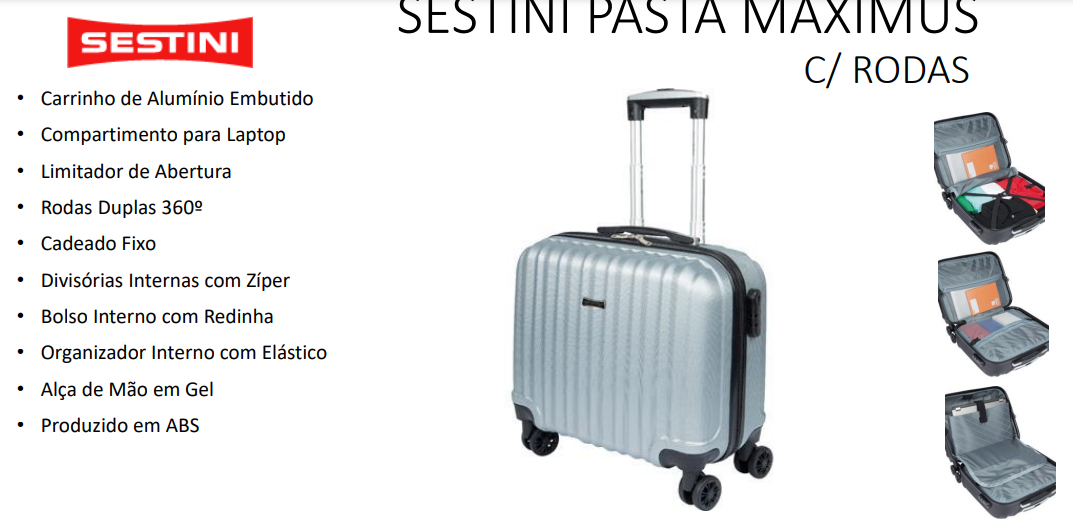 SESTINI PASTA MAXIMUS
C/ RODAS
SESTINI
• Carrinho de Alumínio Embutido
• Compartimento para Laptop
• Limitador de Abertura
• Rodas Duplas 360º
• Cadeado Fixo
• Divisórias Internas com Zíper
• Bolso Interno com Redinha
• Organizador Interno com Elástico
• Alça de Mão em Gel
• Produzido em ABS